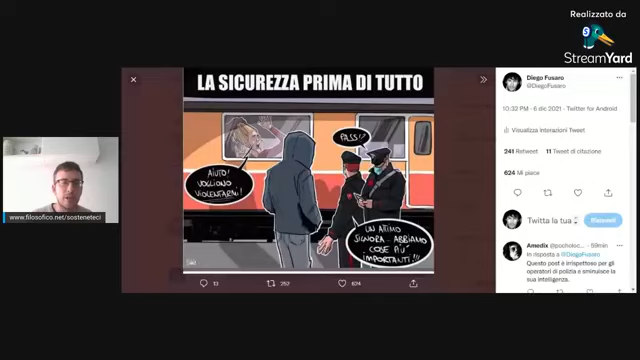 Realizzato da
StreamYard
LA SICUREZZA PRIMA DI TUTTO
AIUTO!
VOGLIONO
VIOLENTARMI!
PASS!?
UN ATTIMO
SIGNORA... ABBIAMO
COSE PIÙ
IMPORTANTI!!!
13
252
624
Diego Fusaro
@DiegoFusaro
10:32 PM · 6 dic 2021 · Twitter for Android
Visualizza interazioni Tweet
241 Retweet 11 Tweet di citazione
624 Mi piace
Twitta la tua
Rispondi
Amedix @pocholoc... · 59min
In risposta a @DiegoFusaro
Questo post è irrispettoso per gli
operatori di polizia e sminuisce la
sua intelligenza.
www.filosofico.net/sosteneteci